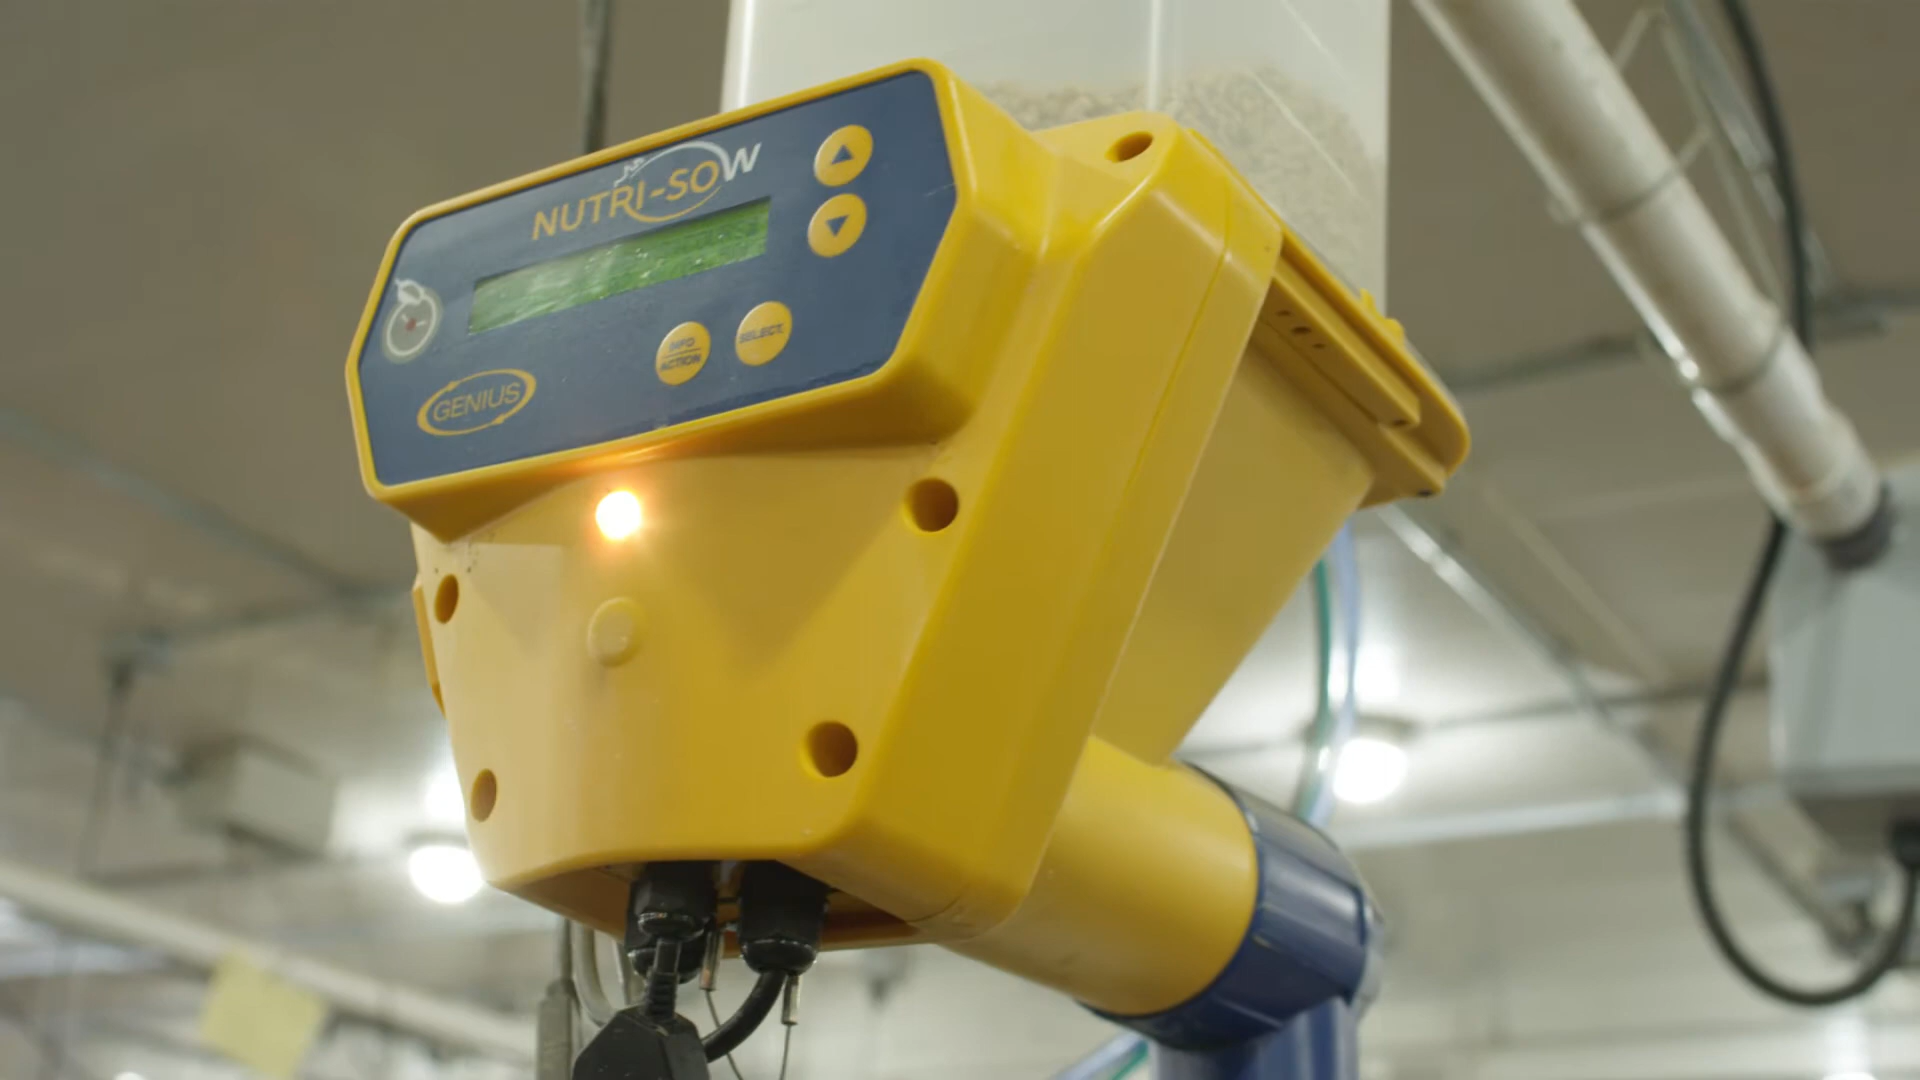 NUTRI-SOW
INFO
ACTION
SELECT.
GENIUS